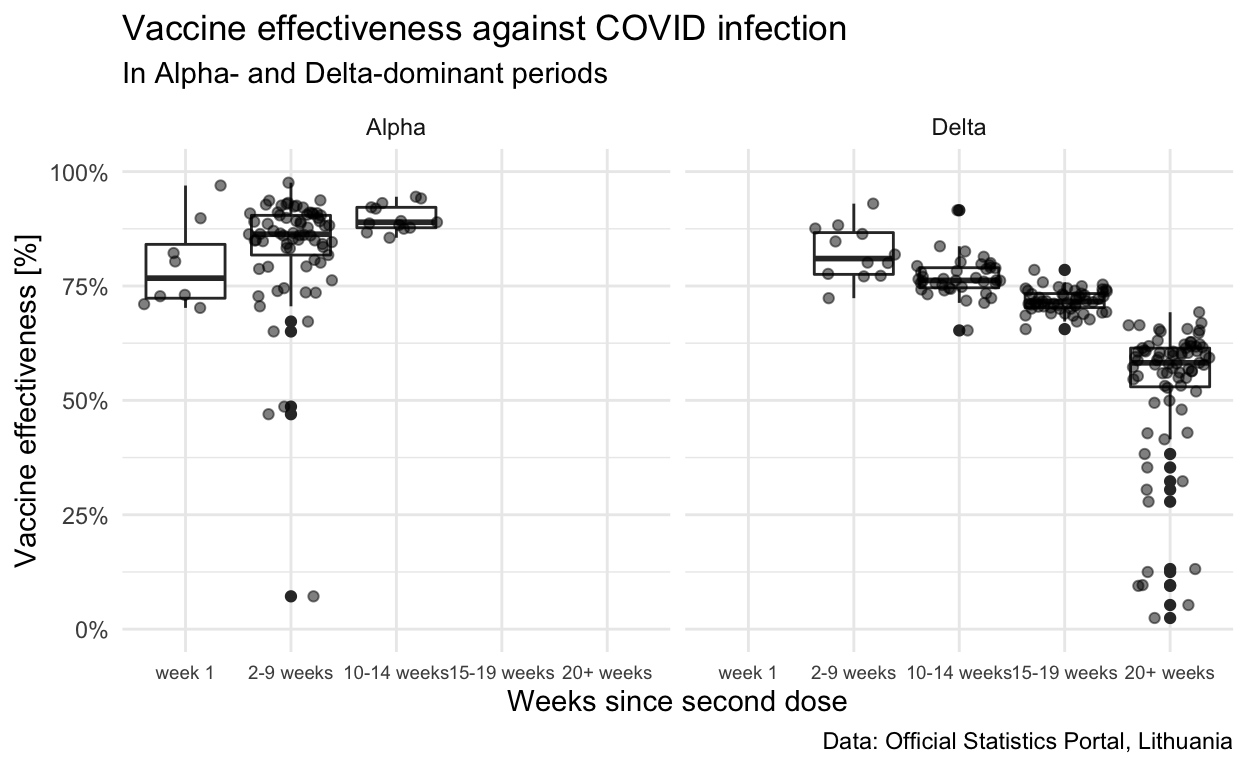 Vaccine effectiveness against COVID infection
In Alpha- and Delta-dominant periods
Alpha
Delta
Vaccine effectiveness [%]
100%
75%
50%
25%
0%
week 1 2-9 weeks 10-14 weeks 15-19 weeks 20+ weeks
week 1 2-9 weeks 10-14 weeks 15-19 weeks 20+ weeks
Weeks since second dose
Data: Official Statistics Portal, Lithuania